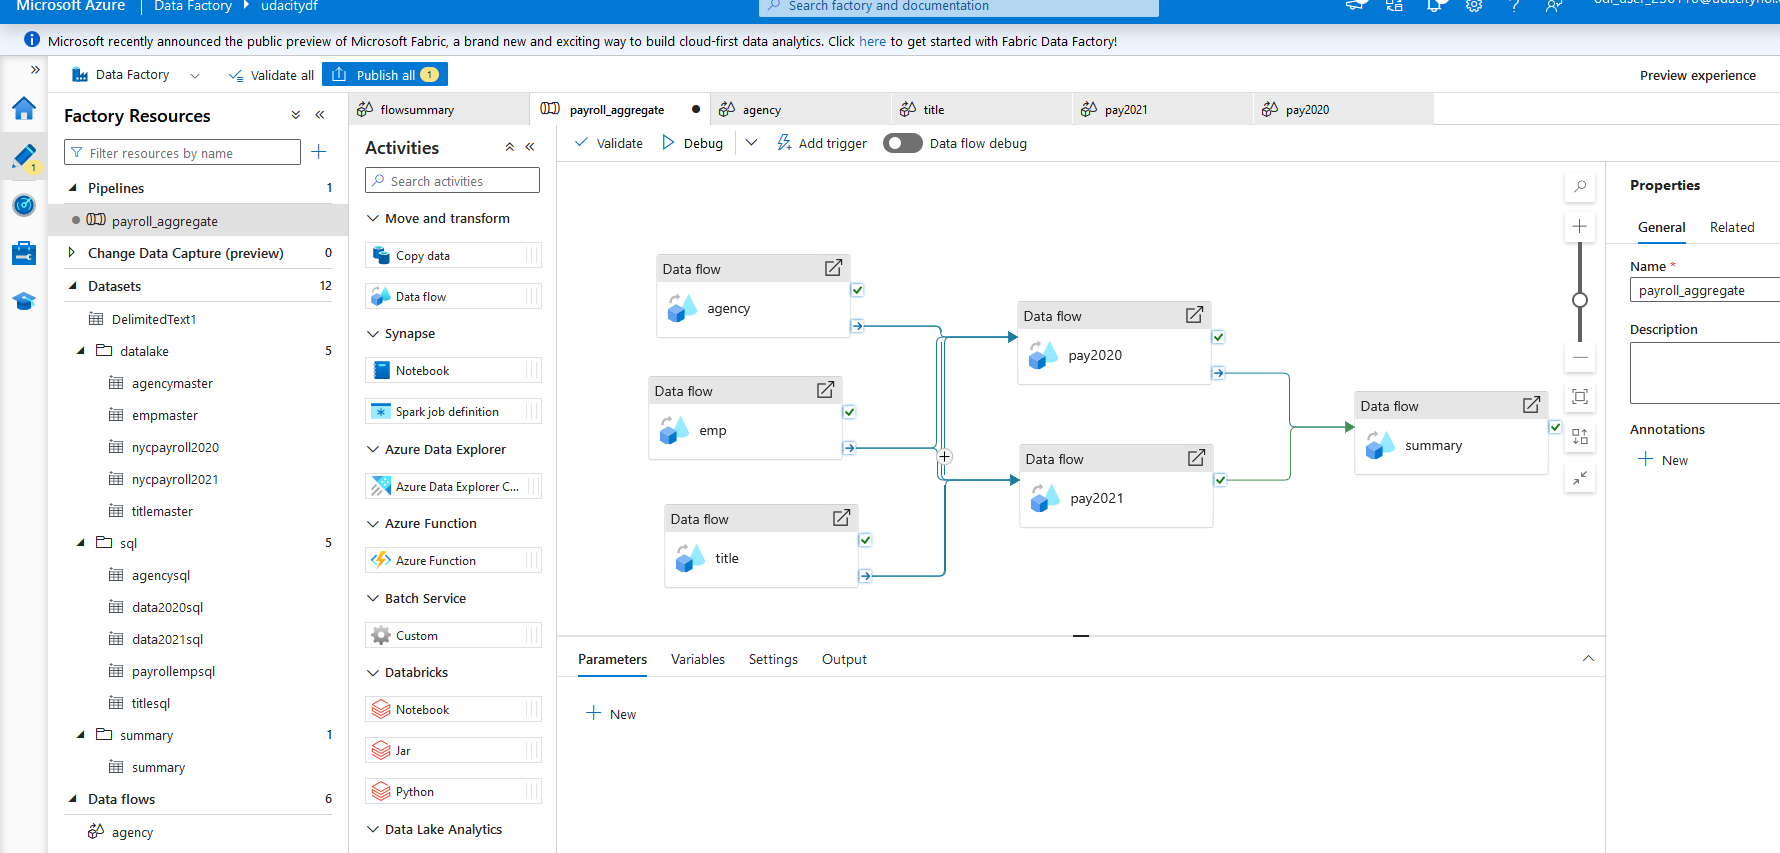 Microsoft Azure Data Factory udacitydf Search factory and documentation
Microsoft recently announced the public preview of Microsoft Fabric, a brand new and exciting way to build cloud-first data analytics. Click here to get started with Fabric Data Factory!
Data Factory Validate all Publish all 1 Preview experience
1
Factory Resources
Filter resources by name
Pipelines 1
payroll_aggregate
Change Data Capture (preview) 0
Datasets 12
DelimitedText1
datalake 5
agencymaster
empmaster
nycpayroll2020
nycpayroll2021
titlemaster
sql 5
agencysql
data2020sql
data2021sql
payrollempsql
titlesql
summary 1
summary
Data flows 6
agency
flowsummary payroll_aggregate agency title pay2021 pay2020
Activities
Search activities
Move and transform
Copy data
Data flow
Synapse
Notebook
Spark job definition
Azure Data Explorer
Azure Data Explorer C...
Azure Function
Azure Function
Batch Service
Custom
Databricks
Notebook
Jar
Python
Data Lake Analytics
Validate Debug Add trigger Data flow debug
Data flow
agency
Data flow
emp
Data flow
title
Data flow
pay2020
Data flow
pay2021
Data flow
summary
Parameters Variables Settings Output
New
Properties
General Related
Name *
payroll_aggregate
Description
Annotations
New